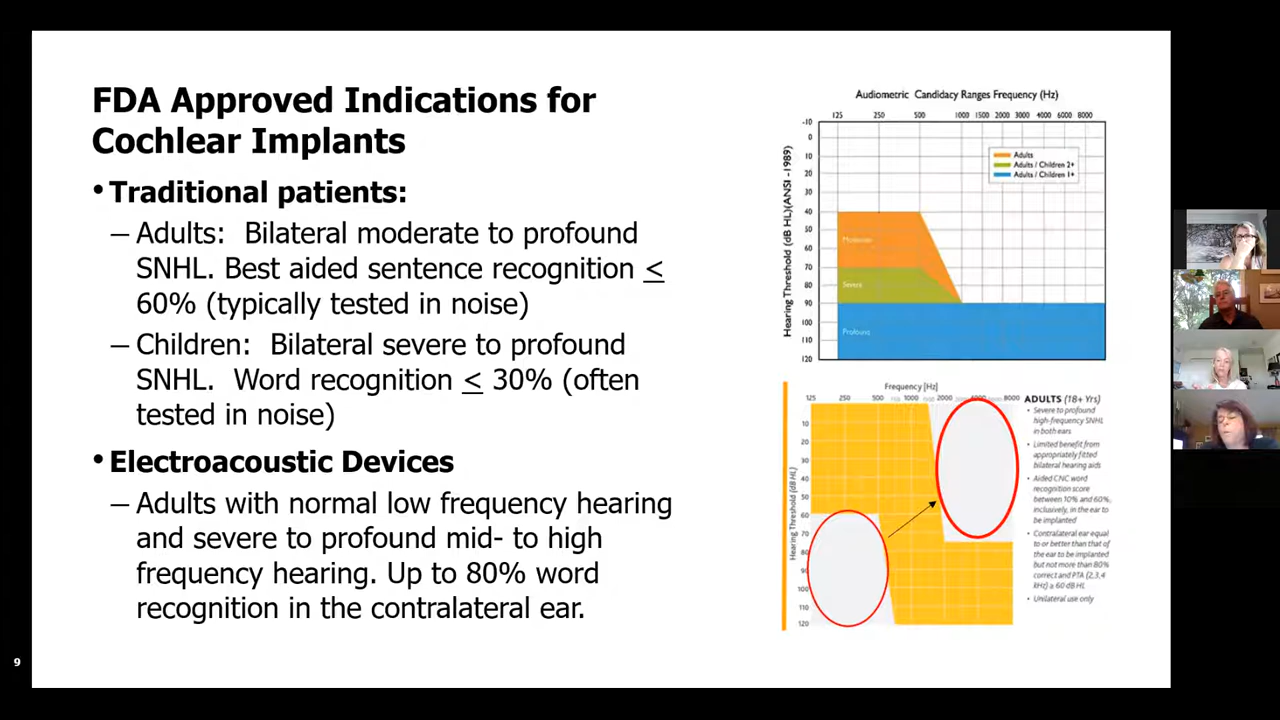 FDA Approved Indications for
Cochlear Implants
• Traditional patients:
– Adults: Bilateral moderate to profound
SNHL. Best aided sentence recognition <
60% (typically tested in noise)
– Children: Bilateral severe to profound
SNHL. Word recognition < 30% (often
tested in noise)
• Electroacoustic Devices
– Adults with normal low frequency hearing
and severe to profound mid- to high
frequency hearing. Up to 80% word
recognition in the contralateral ear.
9
Audiometric Candidacy Ranges Frequency (Hz)
125 250 500 1000 1500 2000 3000 4000 6000 8000
Hearing Threshold (dB HL)(ANSI -1989)
-10
0
10
20
30
40
50
60
70
80
90
100
110
120
Adults
Adults / Children 2+
Adults / Children 1+
Moderate
Severe
Profound
Frequency [Hz]
125 250 500 1000 2000 8000
Hearing Threshold [dB HL]
10
20
30
40
50
60
70
80
90
100
110
120
ADULTS (18+ Yrs)
• Severe to profound
high-frequency SNHL
in both ears
• Limited benefit from
appropriately fitted
bilateral hearing aids
• Aided CNC word
recognition score
between 10% and 60%,
inclusively, in the ear to
be implanted
• Contralateral ear equal
to or better than that of
the ear to be implanted
but not more than 80%
correct and PTA (2,3,4
kHz) ≥ 60 dB HL
• Unilateral use only